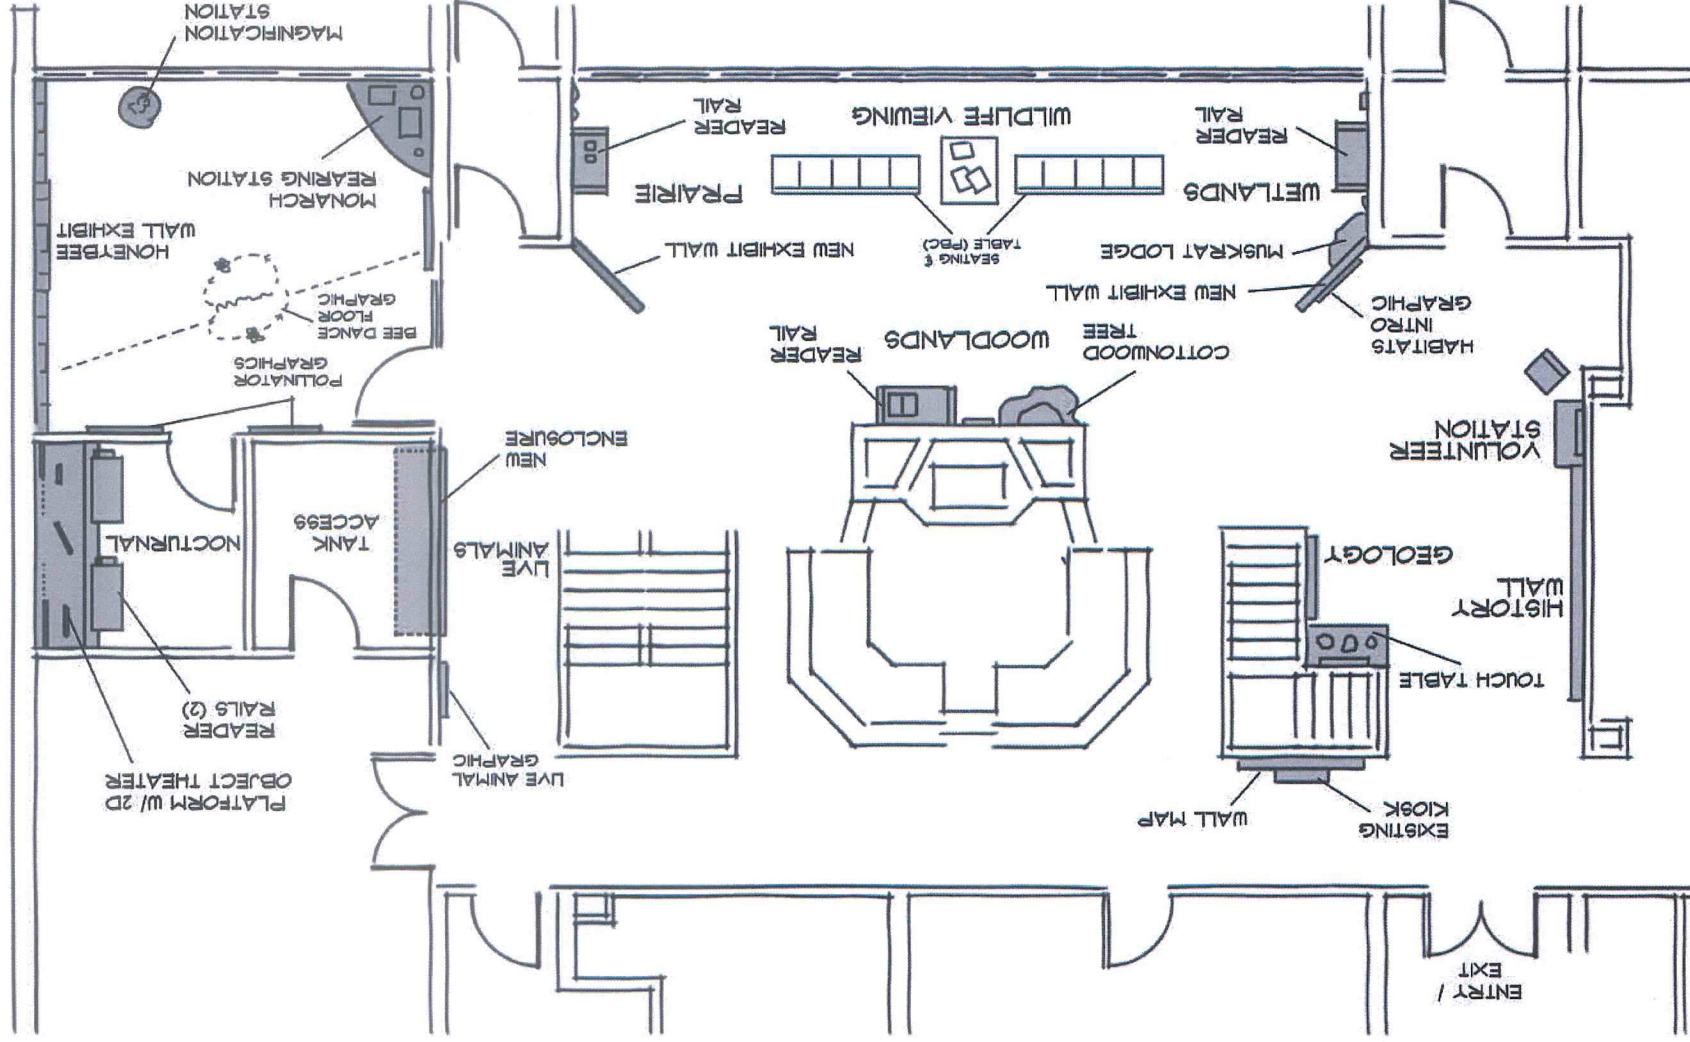 ENTRY /
EXIT
EXISTING
KIOSK
WALL MAP
LIVE ANIMAL
GRAPHIC
PLATFORM W/ 2D
OBJECT THEATER
READER
RAILS (2)
TOUCH TABLE
HISTORY
WALL
GEOLOGY
LIVE
ANIMALS
TANK
ACCESS
NOCTURNAL
VOLUNTEER
STATION
NEW
ENCLOSURE
HABITATS
INTRO
GRAPHIC
COTTONWOOD
TREE
WOODLANDS
READER
RAIL
POLLINATOR
GRAPHICS
BEE DANCE
FLOOR
GRAPHIC
NEW EXHIBIT WALL
MUSKRAT LODGE
SEATING &
TABLE (PBC)
NEW EXHIBIT WALL
HONEYBEE
WALL EXHIBIT
WETLANDS
PRAIRIE
MONARCH
REARING STATION
READER
RAIL
WILDLIFE VIEWING
READER
RAIL
MAGNIFICATION
STATION